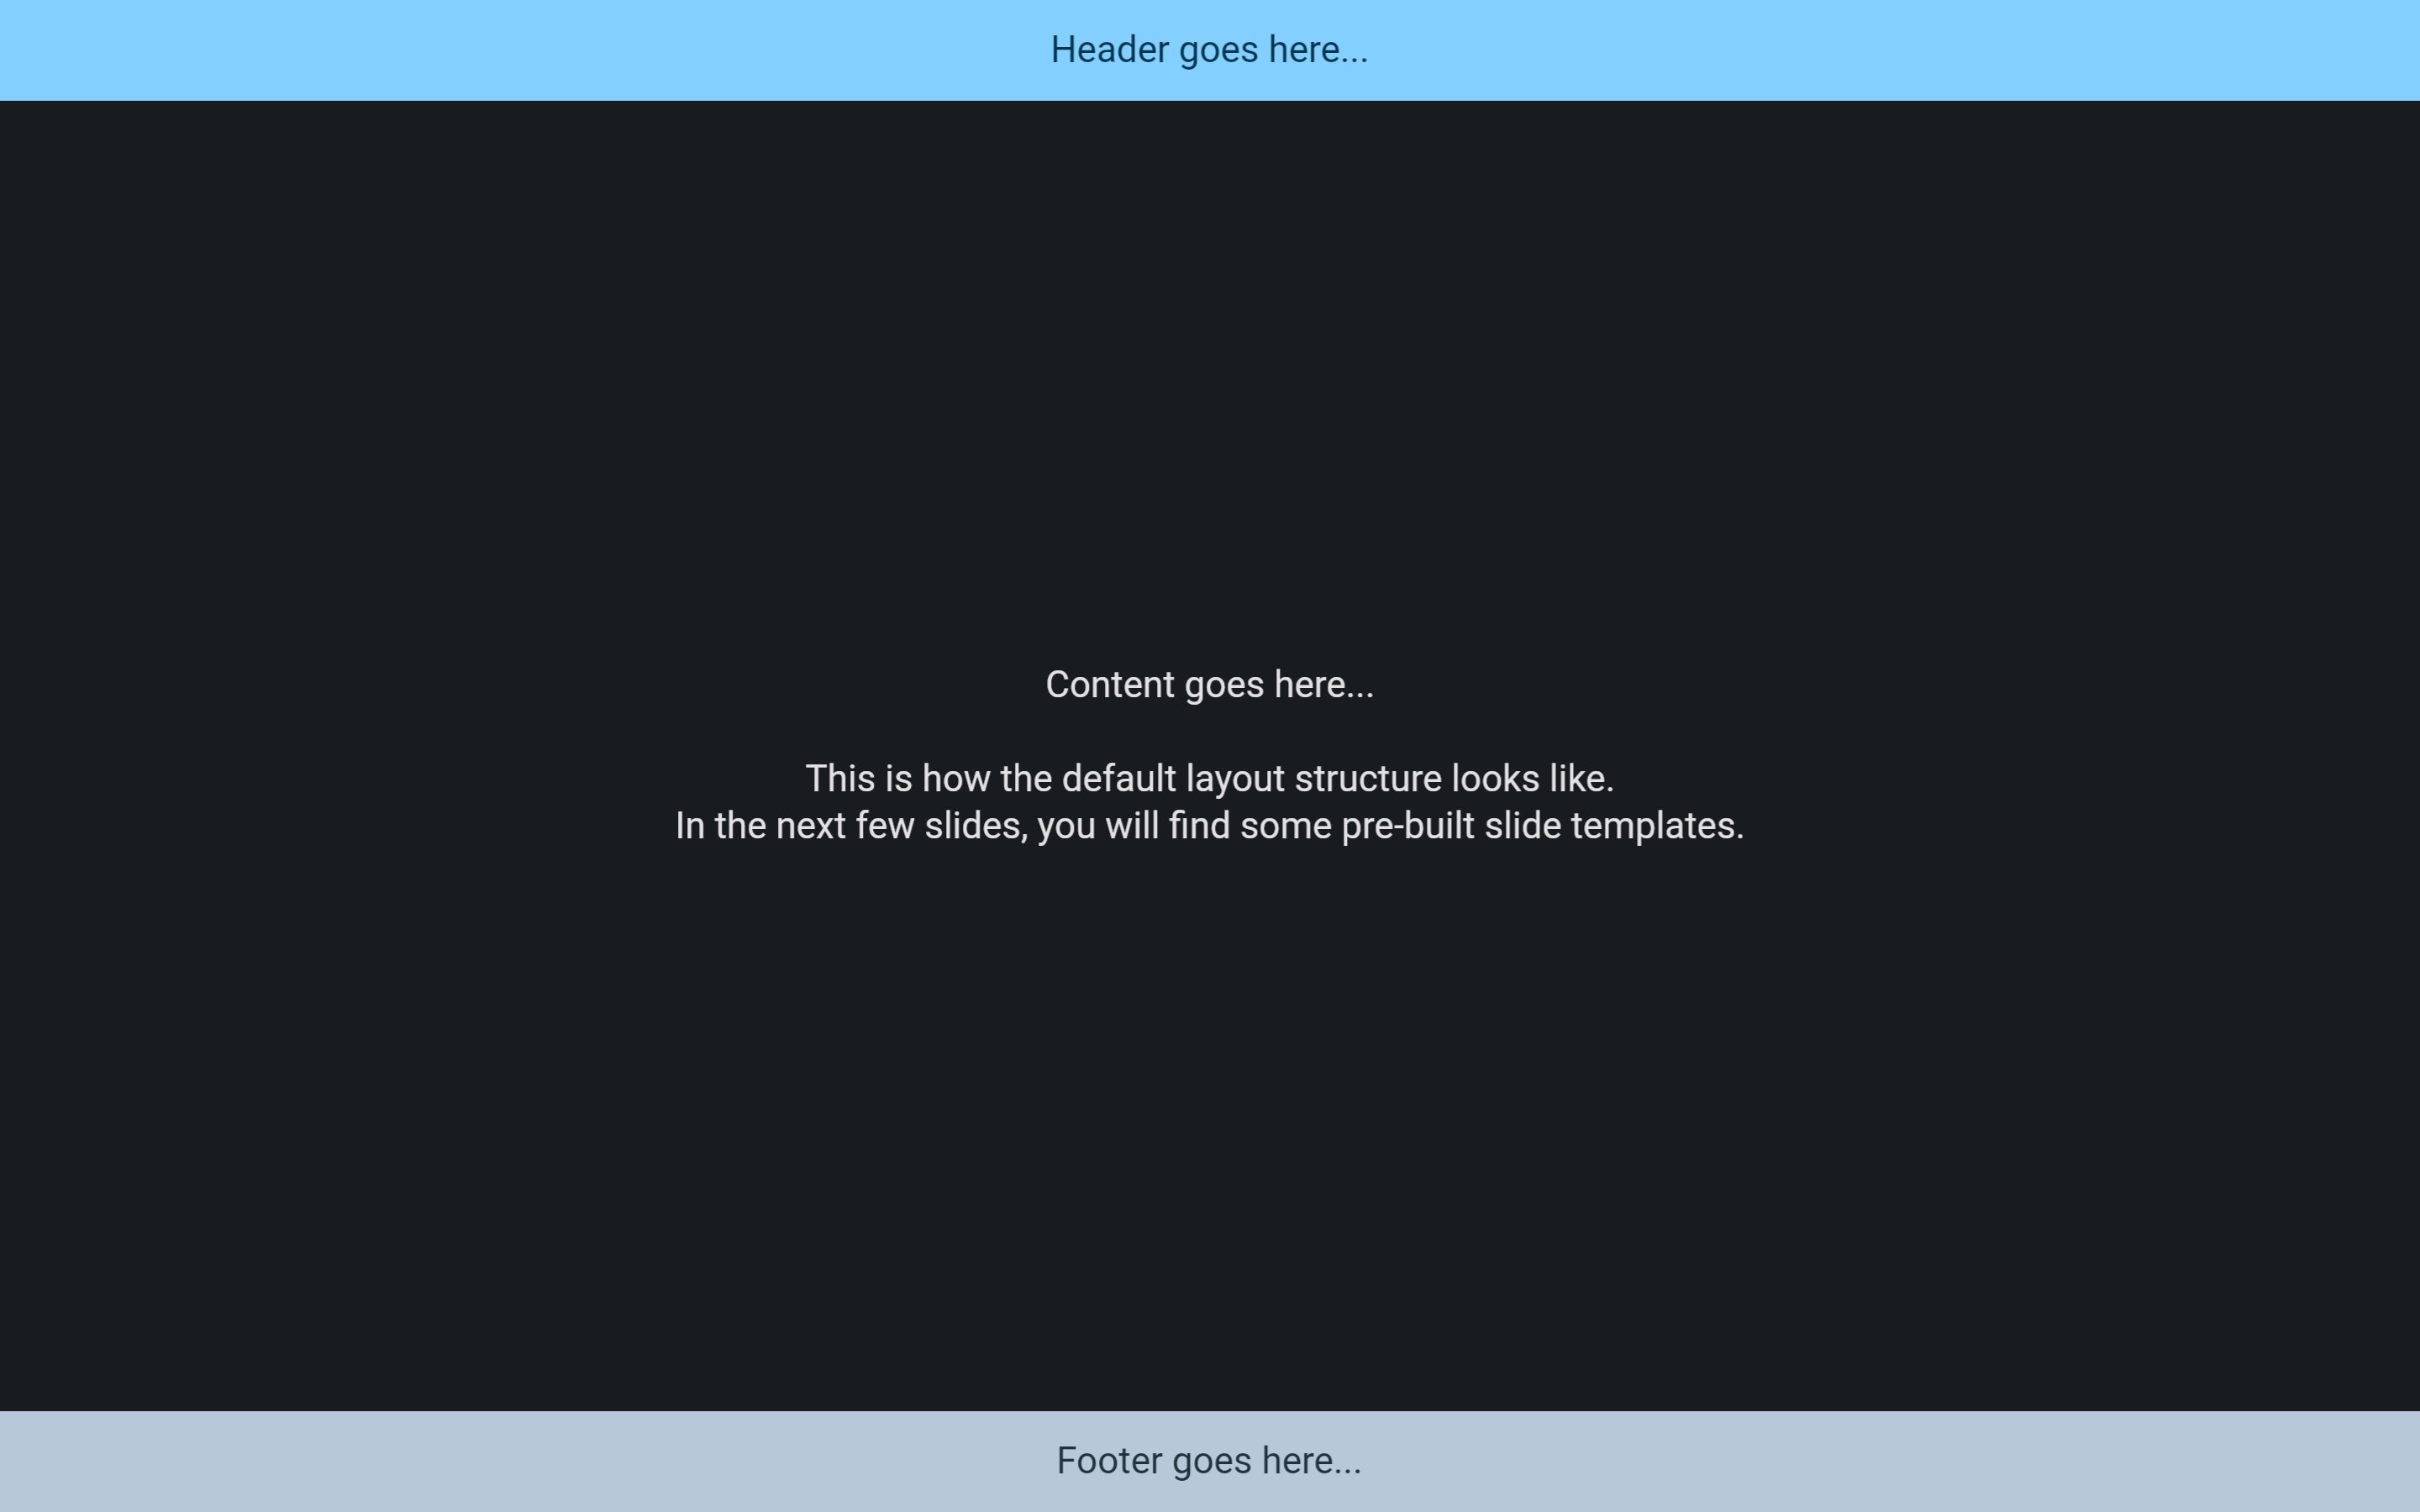 Header goes here...
Content goes here...
This is how the default layout structure looks like.
In the next few slides, you will find some pre-built slide templates.
Footer goes here...